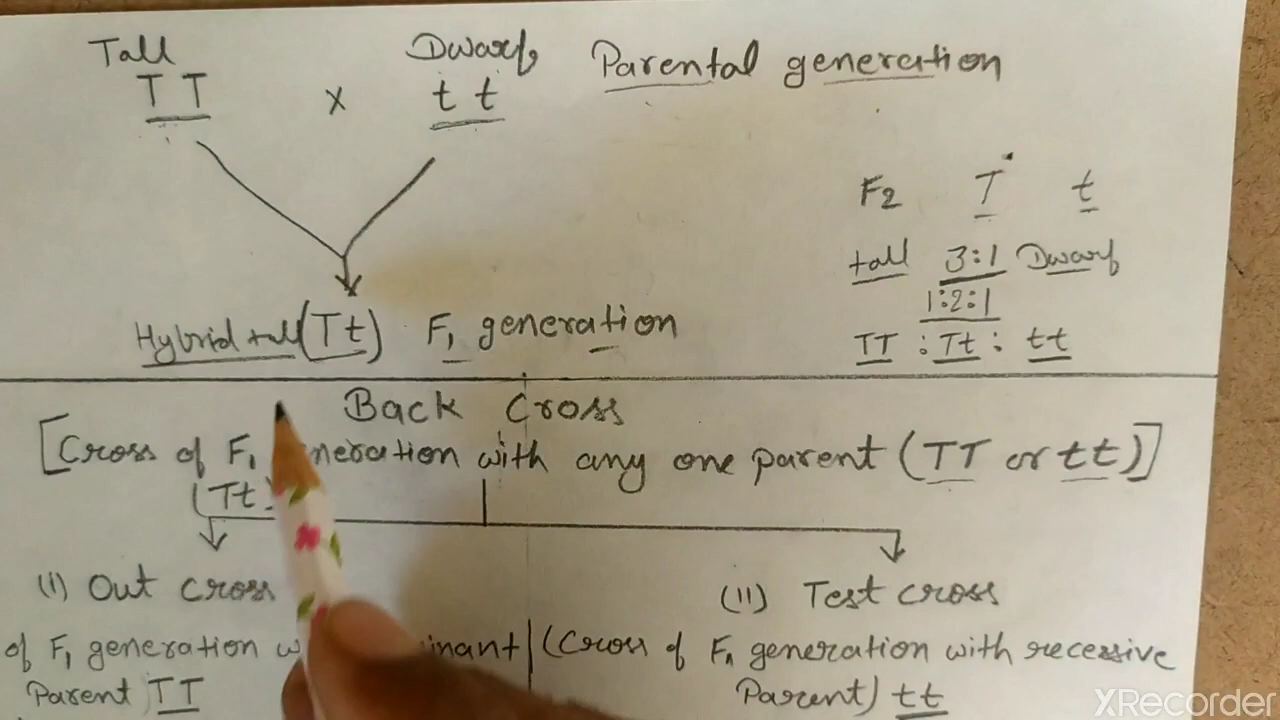 Tall Dwarf Parental generation
TT x tt
F2 T t
tall 3:1 Dwarf
1:2:1
Hybrid tall (Tt) F1 generation
TT : Tt : tt
Back Cross
[Cross of F1 generation with any one parent (TT or tt)]
(Tt)
(I) Out cross
(II) Test cross
of F1 generation
(Cross of F1 generation with recessive
Parent TT
Parent) tt
XRecorder